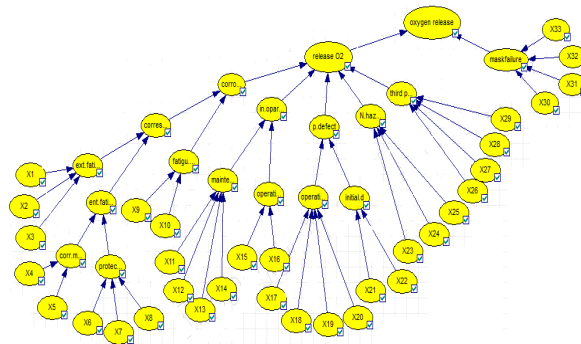 oxygen release
X33
release O2
maskfailure
X32
X31
corro...
third p...
X30
in.opar...
corres...
p.defect
N.haz...
X29
X28
ext.fati...
fatigu...
X27
X1
mainte...
operati...
operati...
initial.d
X26
X2
ent.fati...
X9
X25
X3
X10
X24
corr.m...
X23
X4
protec...
X11
X15
X16
X22
X12
X14
X21
X5
X13
X17
X6
X8
X18
X20
X7
X19